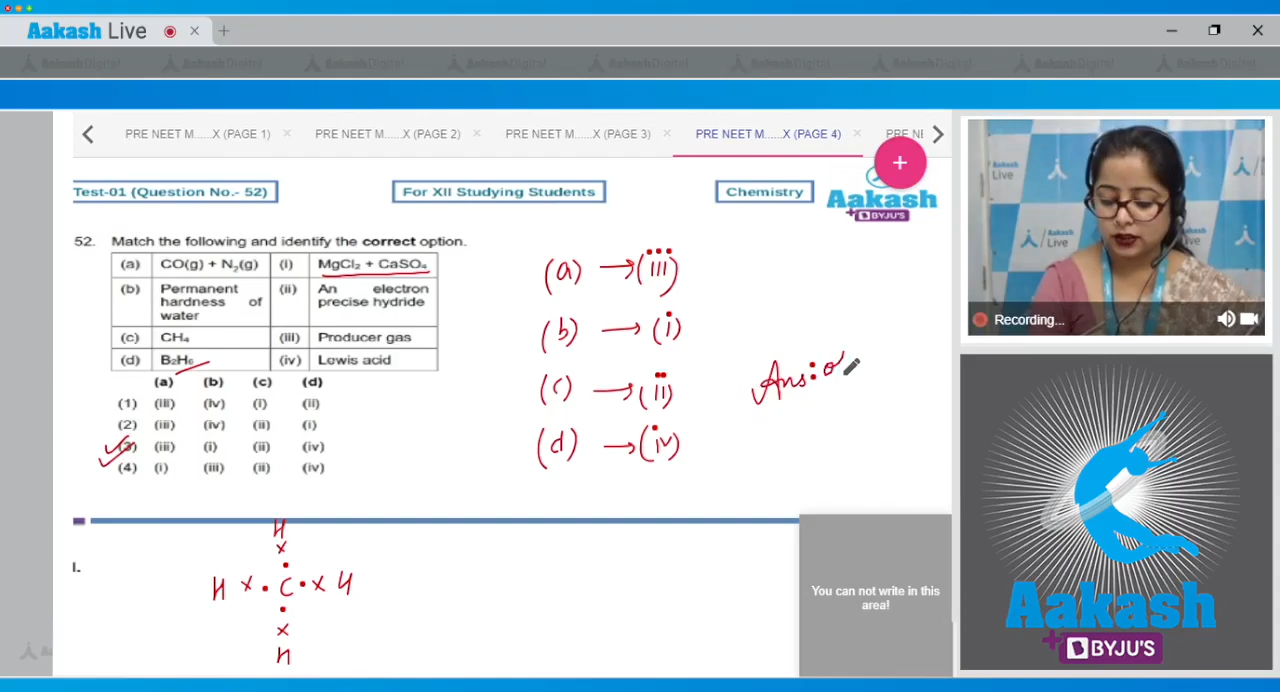 Aakash Live
PRE NEET M......X (PAGE 1)
PRE NEET M......X (PAGE 2)
PRE NEET M......X (PAGE 3)
PRE NEET M......X (PAGE 4)
PRE NE
Test-01 (Question No.- 52)
For XII Studying Students
Chemistry
Aakash
+BYJU'S
52. Match the following and identify the correct option.
(a) CO(g) + N₂(g) (i) MgCl₂ + CaSO₄
(b) Permanent hardness of water (ii) An electron precise hydride
(c) CH₄ (iii) Producer gas
(d) B₂H₆ (iv) Lewis acid
(a) (b) (c) (d)
(1) (iii) (iv) (i) (ii)
(2) (iii) (iv) (ii) (i)
(3) (iii) (i) (ii) (iv)
(4) (i) (iii) (ii) (iv)
(a) → (iii)
(b) → (i)
(c) → (ii)
(d) → (iv)
Ans:
H
x
H x · C · x H
x
H
I.
You can not write in this
area!
Aakash
Live
Recording...
Aakash
+BYJU'S